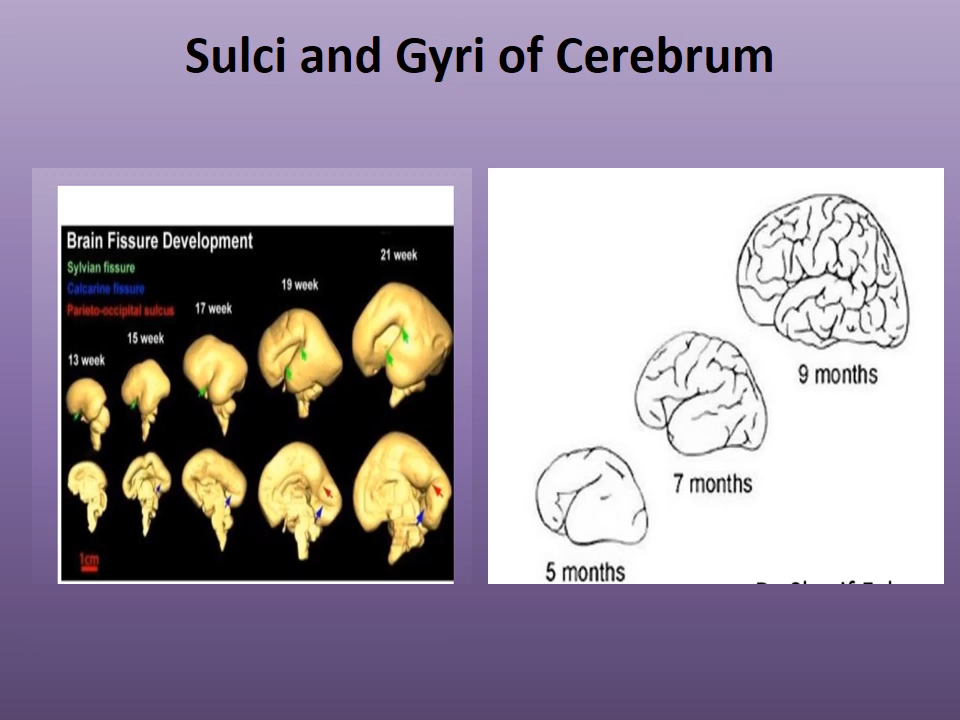 Sulci and Gyri of Cerebrum
Brain Fissure Development
Sylvian fissure
Calcarine fissure
Parieto-occipital sulcus
13 week
15 week
17 week
19 week
21 week
1cm
9 months
7 months
5 months